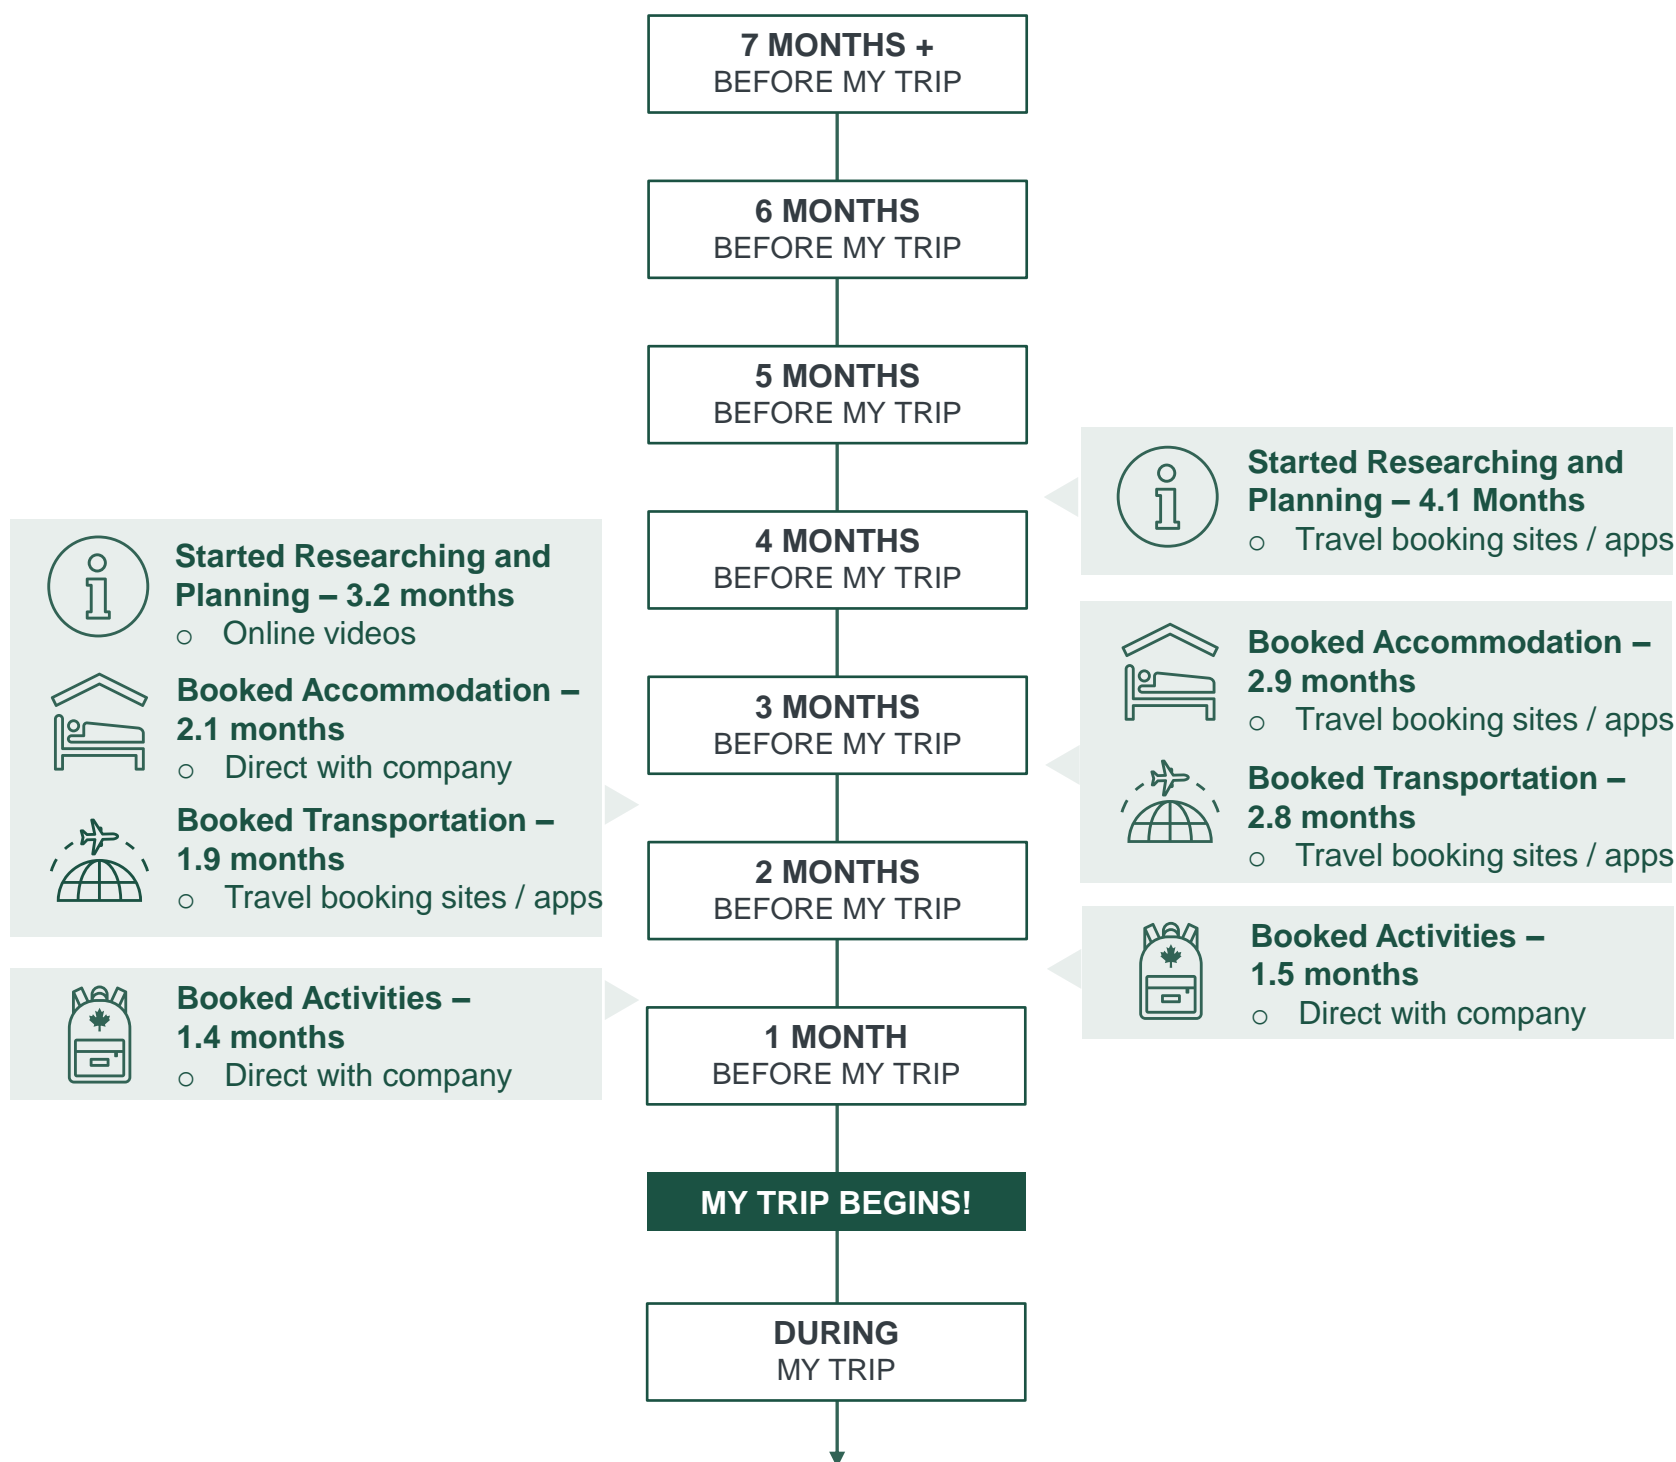 7 MONTHS +
BEFORE MY TRIP
6 MONTHS
BEFORE MY TRIP
5 MONTHS
BEFORE MY TRIP
4 MONTHS
BEFORE MY TRIP
3 MONTHS
BEFORE MY TRIP
2 MONTHS
BEFORE MY TRIP
1 MONTH
BEFORE MY TRIP
MY TRIP BEGINS!
DURING
MY TRIP
Started Researching and
Planning – 3.2 months
○ Online videos
Booked Accommodation –
2.1 months
○ Direct with company
Booked Transportation –
1.9 months
○ Travel booking sites / apps
Booked Activities –
1.4 months
○ Direct with company
Started Researching and
Planning – 4.1 Months
○ Travel booking sites / apps
Booked Accommodation –
2.9 months
○ Travel booking sites / apps
Booked Transportation –
2.8 months
○ Travel booking sites / apps
Booked Activities –
1.5 months
○ Direct with company